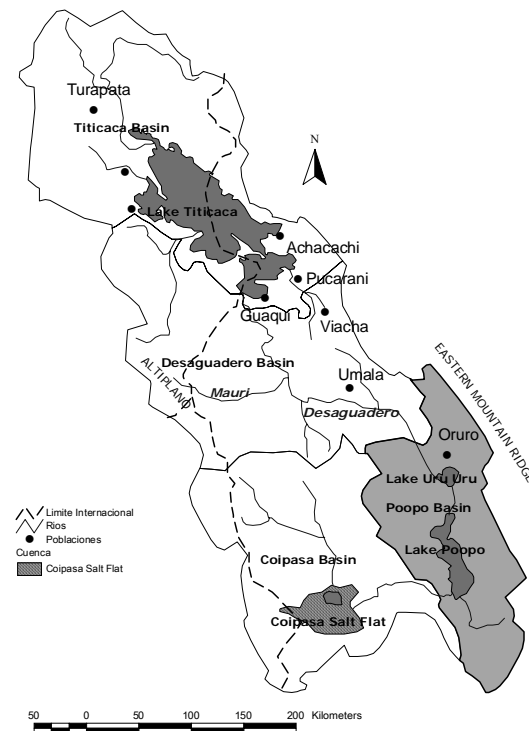 Turapata
Titicaca Basin
N
Lake Titicaca
Achacachi
Pucarani
Guaqui
Viacha
Desaguadero Basin
ALTIPLANO
Mauri
Umala
Desaguadero
EASTERN MOUNTAIN RIDGE
Oruro
Lake Uru Uru
Poopo Basin
Lake Poopo
Coipasa Basin
Coipasa Salt Flat
Limite Internacional
Rios
Poblaciones
Cuenca
Coipasa Salt Flat
50 0 50 100 150 200 Kilometers